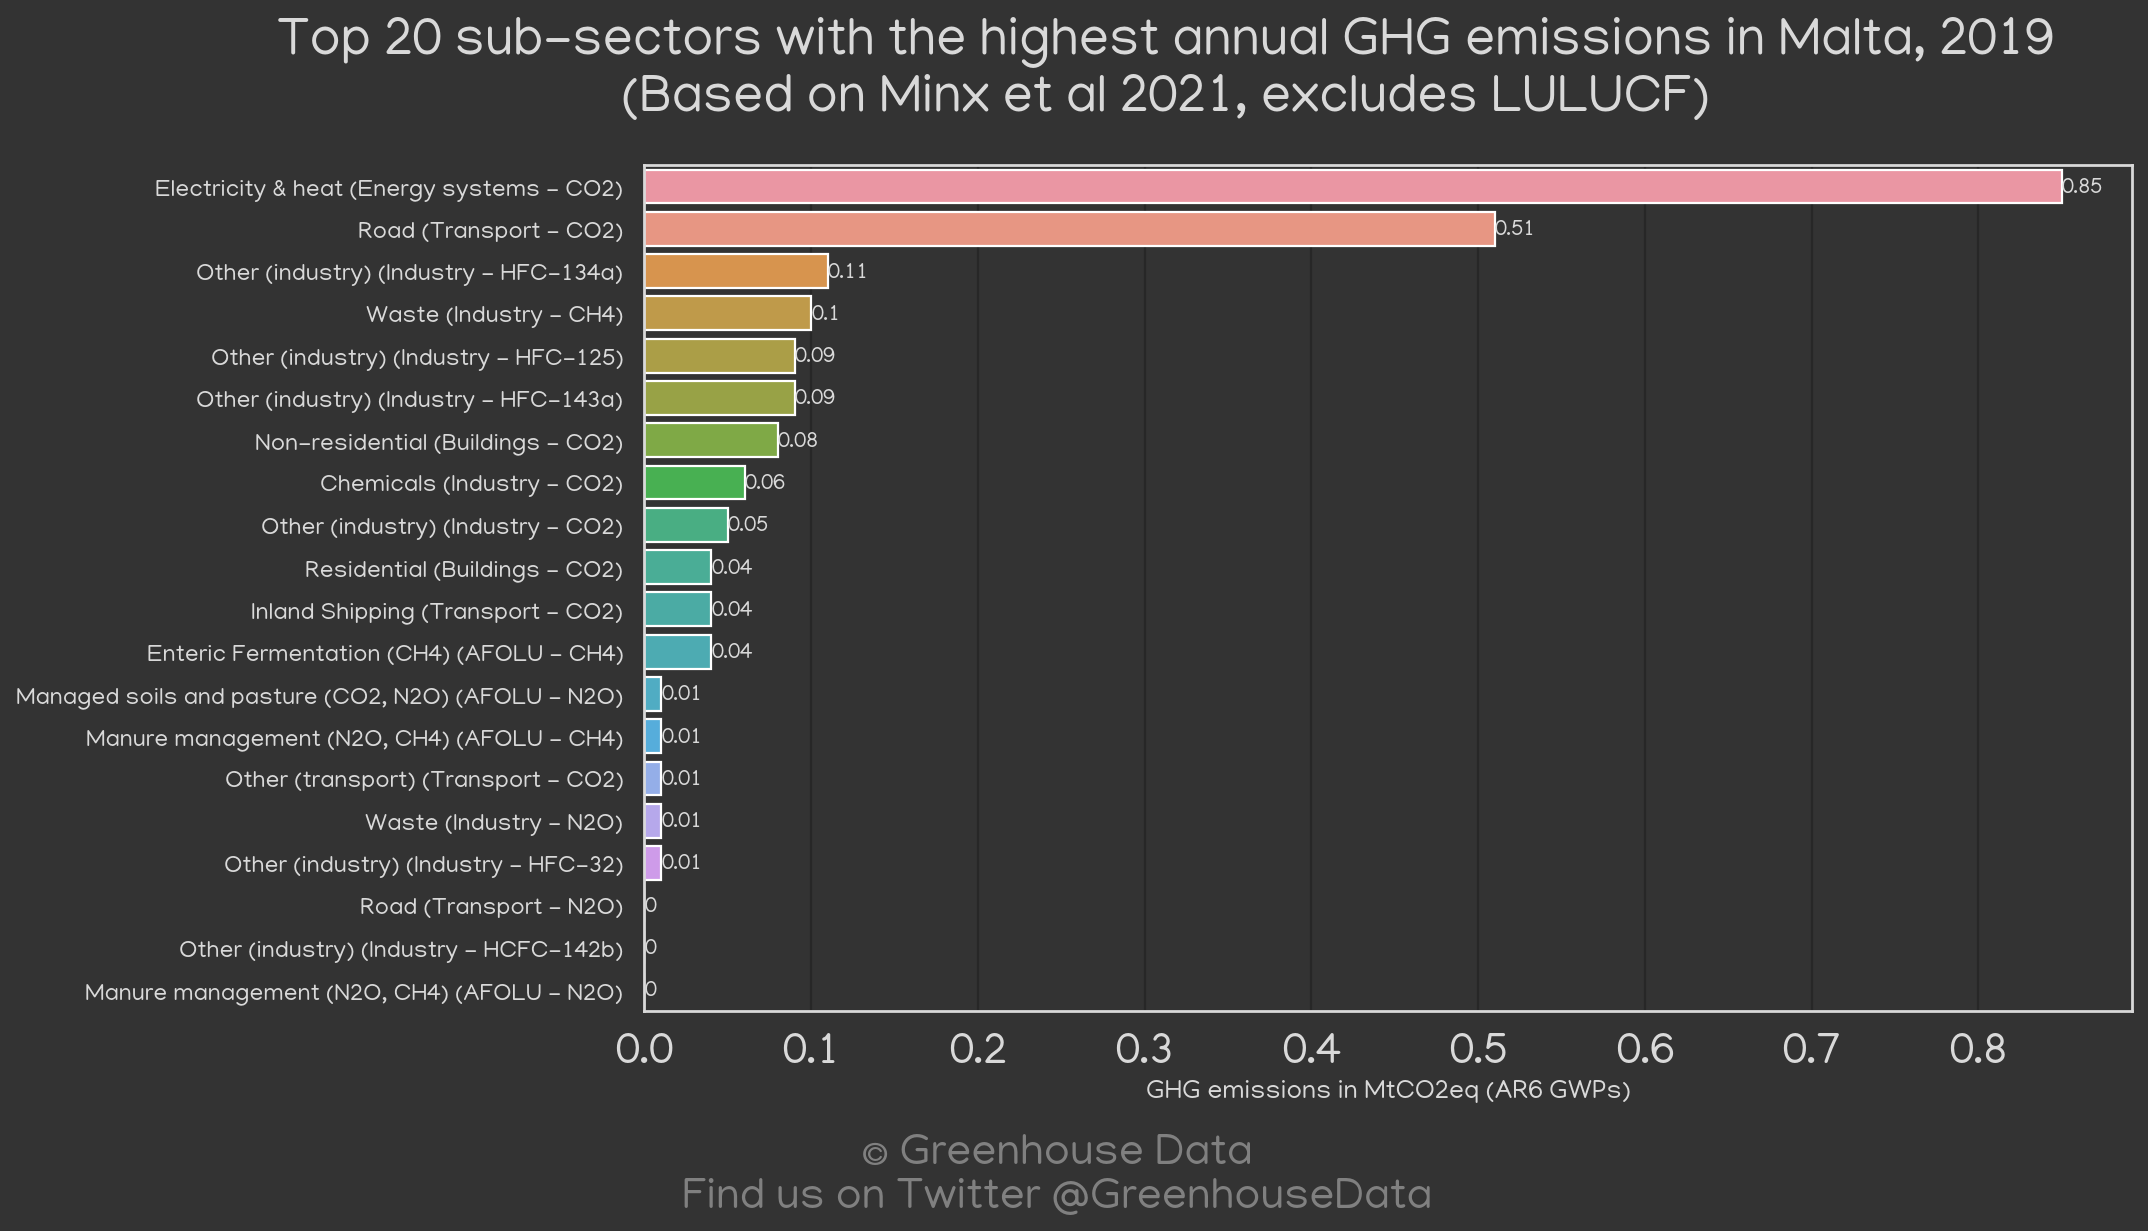 Top 20 sub-sectors with the highest annual GHG emissions in Malta, 2019
(Based on Minx et al 2021, excludes LULUCF)
Electricity & heat (Energy systems - CO2) 0.85
Road (Transport - CO2) 0.51
Other (industry) (Industry - HFC-134a) 0.11
Waste (Industry - CH4) 0.1
Other (industry) (Industry - HFC-125) 0.09
Other (industry) (Industry - HFC-143a) 0.09
Non-residential (Buildings - CO2) 0.08
Chemicals (Industry - CO2) 0.06
Other (industry) (Industry - CO2) 0.05
Residential (Buildings - CO2) 0.04
Inland Shipping (Transport - CO2) 0.04
Enteric Fermentation (CH4) (AFOLU - CH4) 0.04
Managed soils and pasture (CO2, N2O) (AFOLU - N2O) 0.01
Manure management (N2O, CH4) (AFOLU - CH4) 0.01
Other (transport) (Transport - CO2) 0.01
Waste (Industry - N2O) 0.01
Other (industry) (Industry - HFC-32) 0.01
Road (Transport - N2O) 0
Other (industry) (Industry - HCFC-142b) 0
Manure management (N2O, CH4) (AFOLU - N2O) 0
0.0 0.1 0.2 0.3 0.4 0.5 0.6 0.7 0.8
GHG emissions in MtCO2eq (AR6 GWPs)
© Greenhouse Data
Find us on Twitter @GreenhouseData